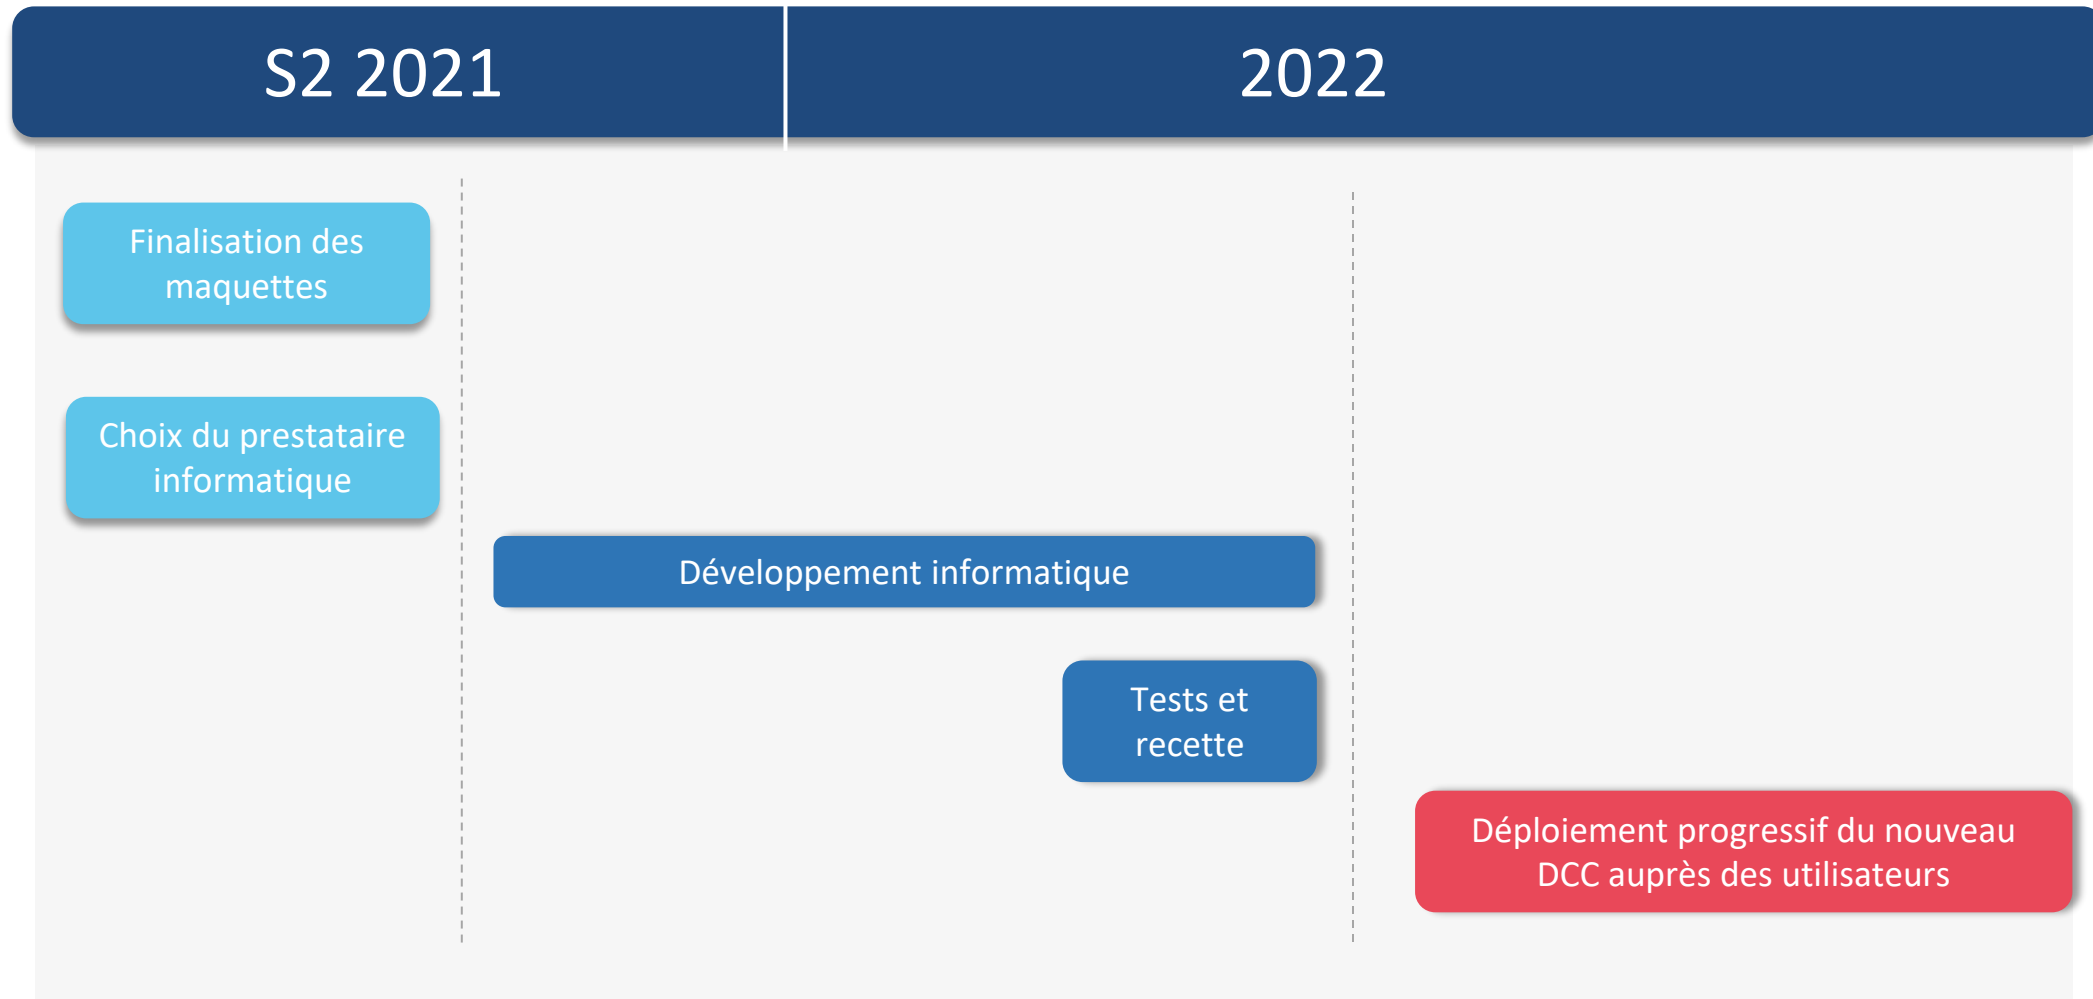 S2 2021
2022
Finalisation des
maquettes
Choix du prestataire
informatique
Développement informatique
Tests et
recette
Déploiement progressif du nouveau
DCC auprès des utilisateurs